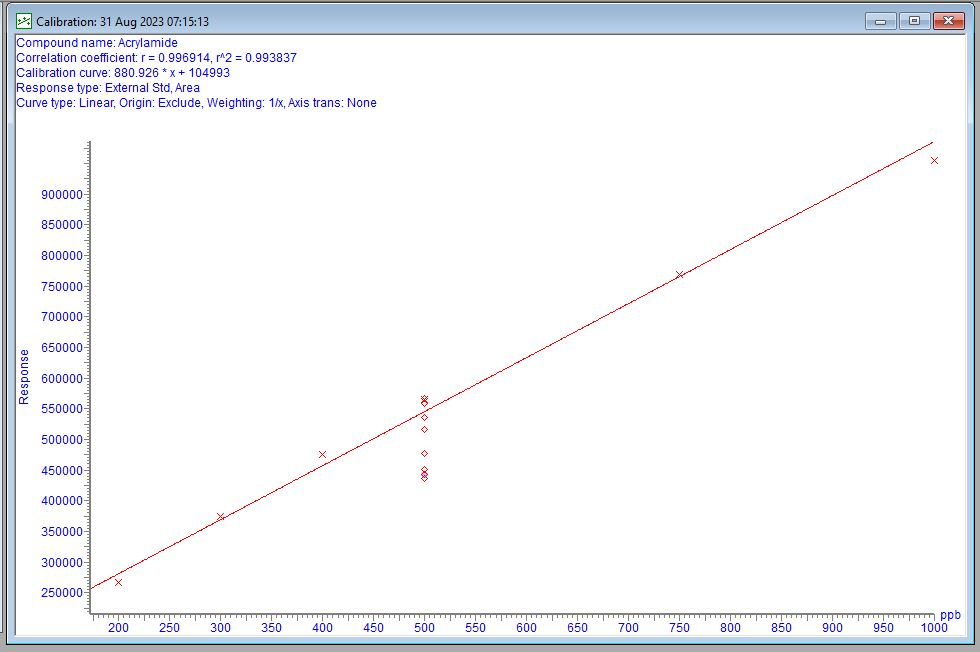 Calibration: 31 Aug 2023 07:15:13
Compound name: Acrylamide
Correlation coefficient: r = 0.996914, r^2 = 0.993837
Calibration curve: 880.926 * x + 104993
Response type: External Std, Area
Curve type: Linear, Origin: Exclude, Weighting: 1/x, Axis trans: None
900000
850000
800000
750000
700000
650000
600000
550000
500000
450000
400000
350000
300000
250000
Response
200 250 300 350 400 450 500 550 600 650 700 750 800 850 900 950 1000
ppb